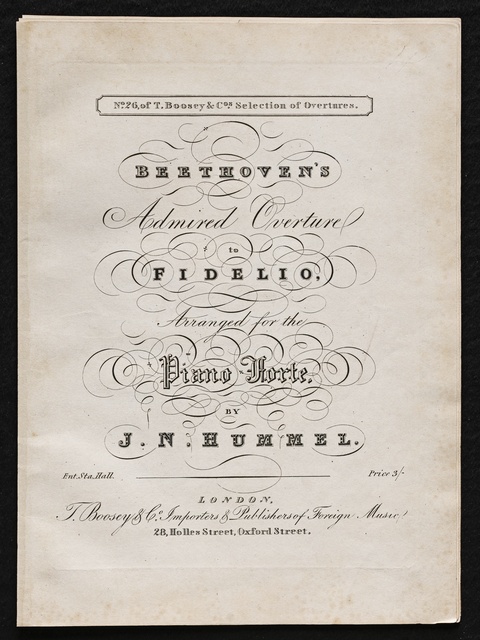 No. 26, of T. Boosey & Cos. Selection of Overtures.
BEETHOVEN'S
Admired Overture
to
FIDELIO,
Arranged for the
Piano Forte,
BY
J. N. HUMMEL.
Ent. Sta. Hall. Price 3/-
LONDON,
T. Boosey & Co. Importers & Publishers of Foreign Music,
28, Holles Street, Oxford Street.